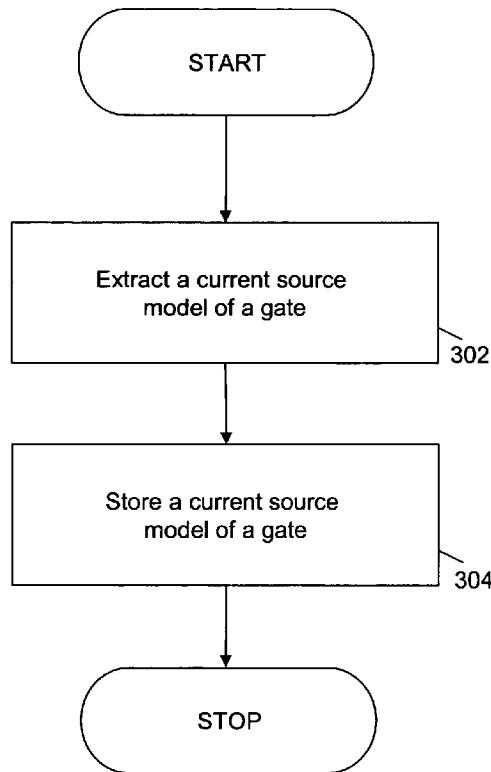 START
Extract a current source
model of a gate
302
Store a current source
model of a gate
304
STOP